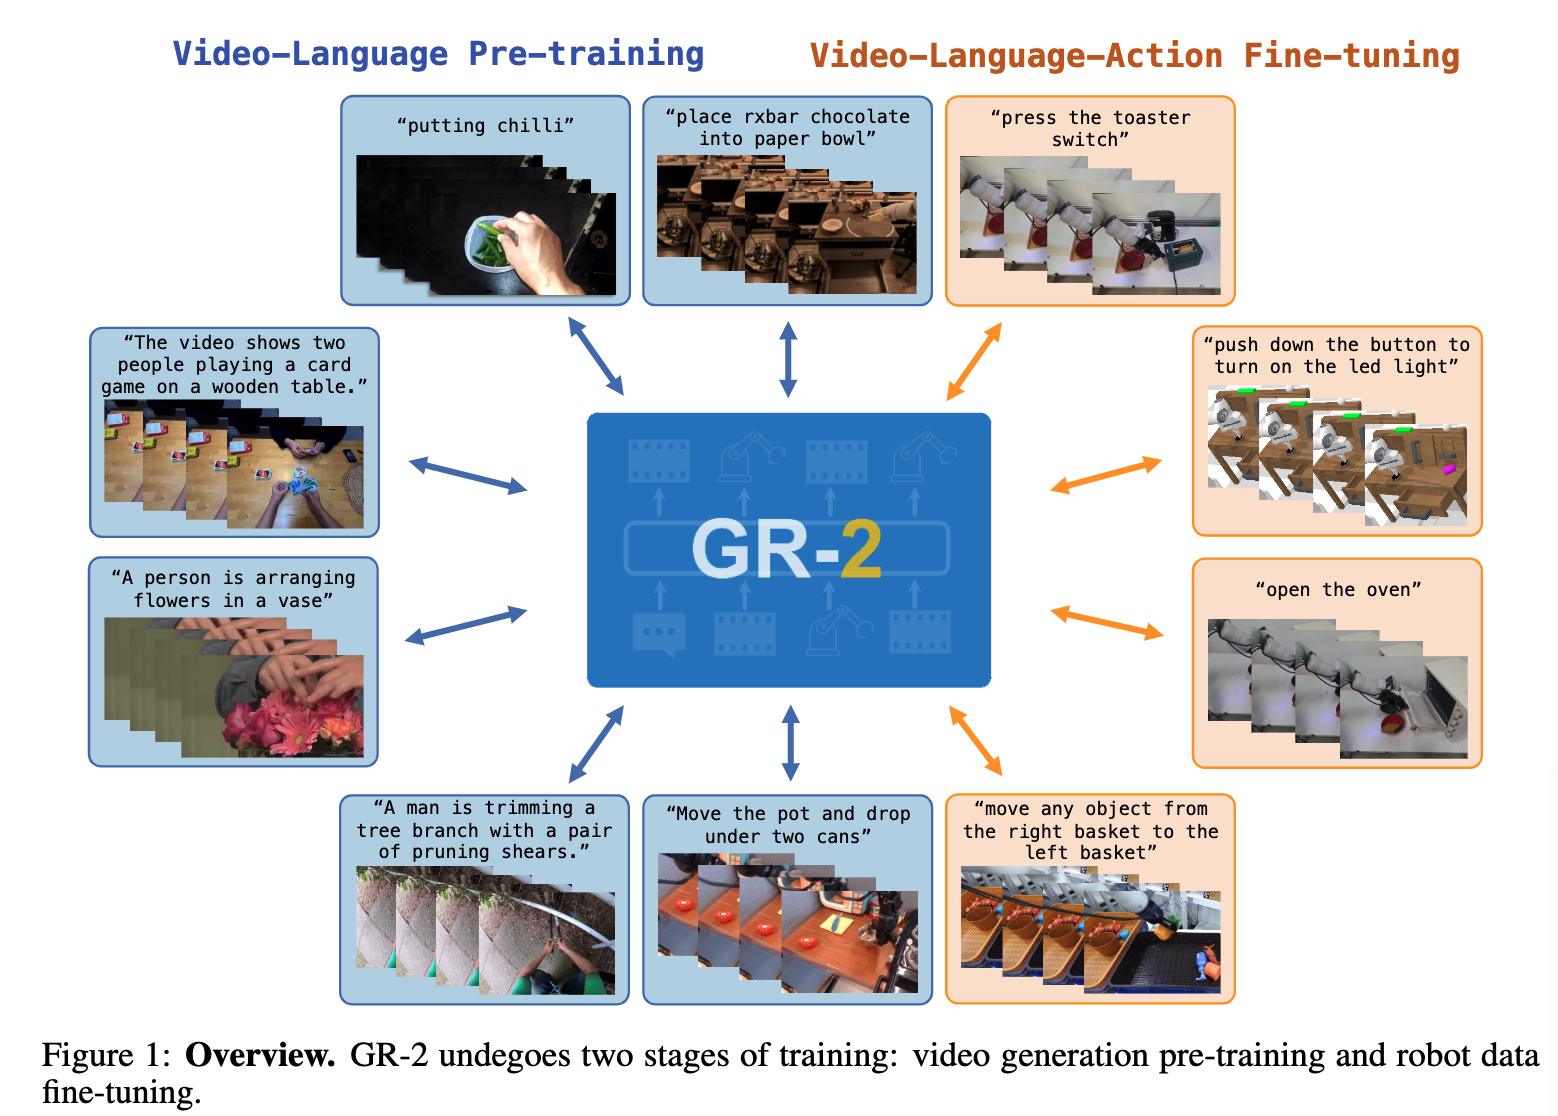 Video-Language Pre-training
Video-Language-Action Fine-tuning
“putting chilli”
“place rxbar chocolate
into paper bowl”
“press the toaster
switch”
“The video shows two
people playing a card
game on a wooden table.”
“push down the button to
turn on the led light”
GR-2
“A person is arranging
flowers in a vase”
“open the oven”
“A man is trimming a
tree branch with a pair
of pruning shears.”
“Move the pot and drop
under two cans”
“move any object from
the right basket to the
left basket”
Figure 1: Overview. GR-2 undegoes two stages of training: video generation pre-training and robot data
fine-tuning.